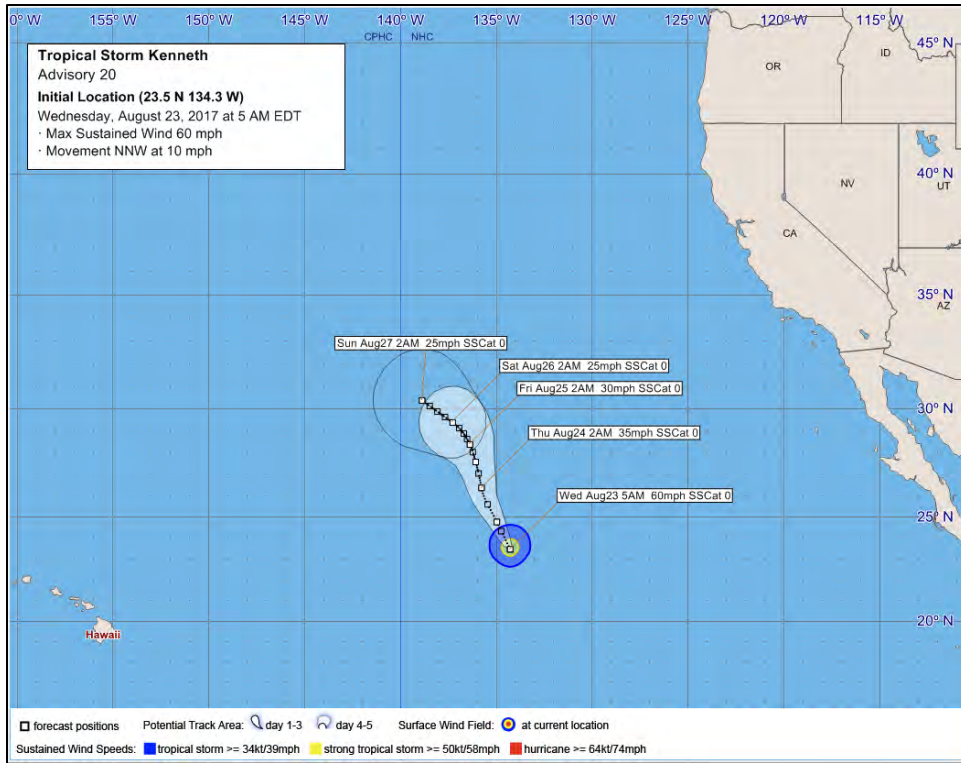 0° W 155° W 150° W 145° W 140° W 135° W 130° W 125° W 120° W 115° W
CPHC NHC
45° N
Tropical Storm Kenneth
Advisory 20
Initial Location (23.5 N 134.3 W)
Wednesday, August 23, 2017 at 5 AM EDT
· Max Sustained Wind 60 mph
· Movement NNW at 10 mph
OR
ID
40° N
NV
UT
CA
35° N
AZ
Sun Aug27 2AM 25mph SSCat 0
Sat Aug26 2AM 25mph SSCat 0
Fri Aug25 2AM 30mph SSCat 0
30° N
Thu Aug24 2AM 35mph SSCat 0
Wed Aug23 5AM 60mph SSCat 0
25° N
20° N
Hawaii
forecast positions Potential Track Area: day 1-3 day 4-5 Surface Wind Field: at current location
Sustained Wind Speeds: tropical storm >= 34kt/39mph strong tropical storm >= 50kt/58mph hurricane >= 64kt/74mph